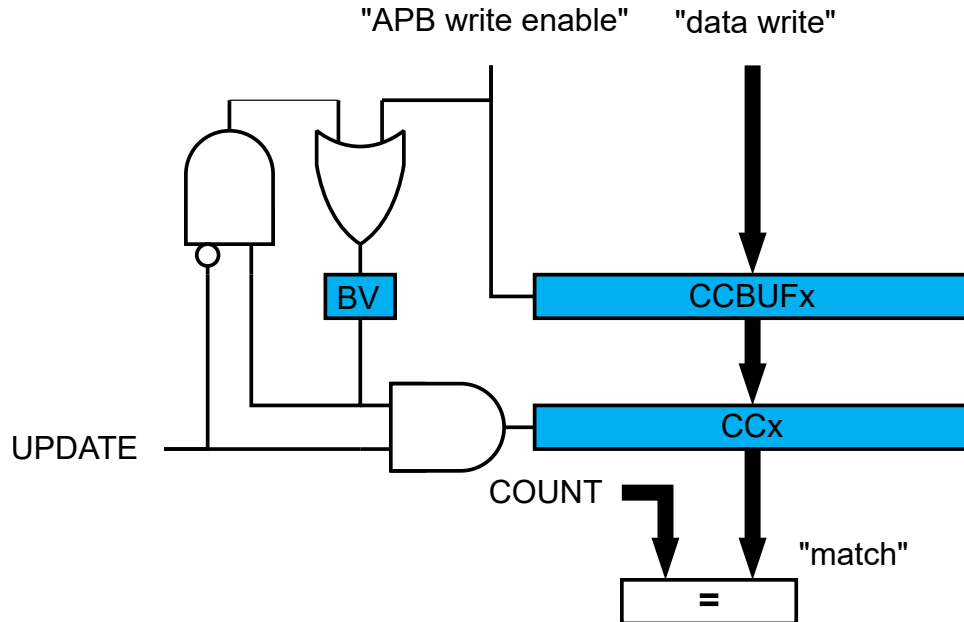 "APB write enable"
"data write"
BV
CCBUFx
UPDATE
CCx
COUNT
"match"
=